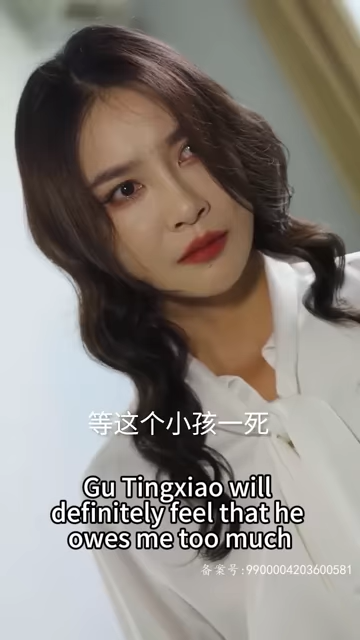 等这个小孩一死
Gu Tingxiao will
definitely feel that he
owes me too much
备案号:9900004203600581